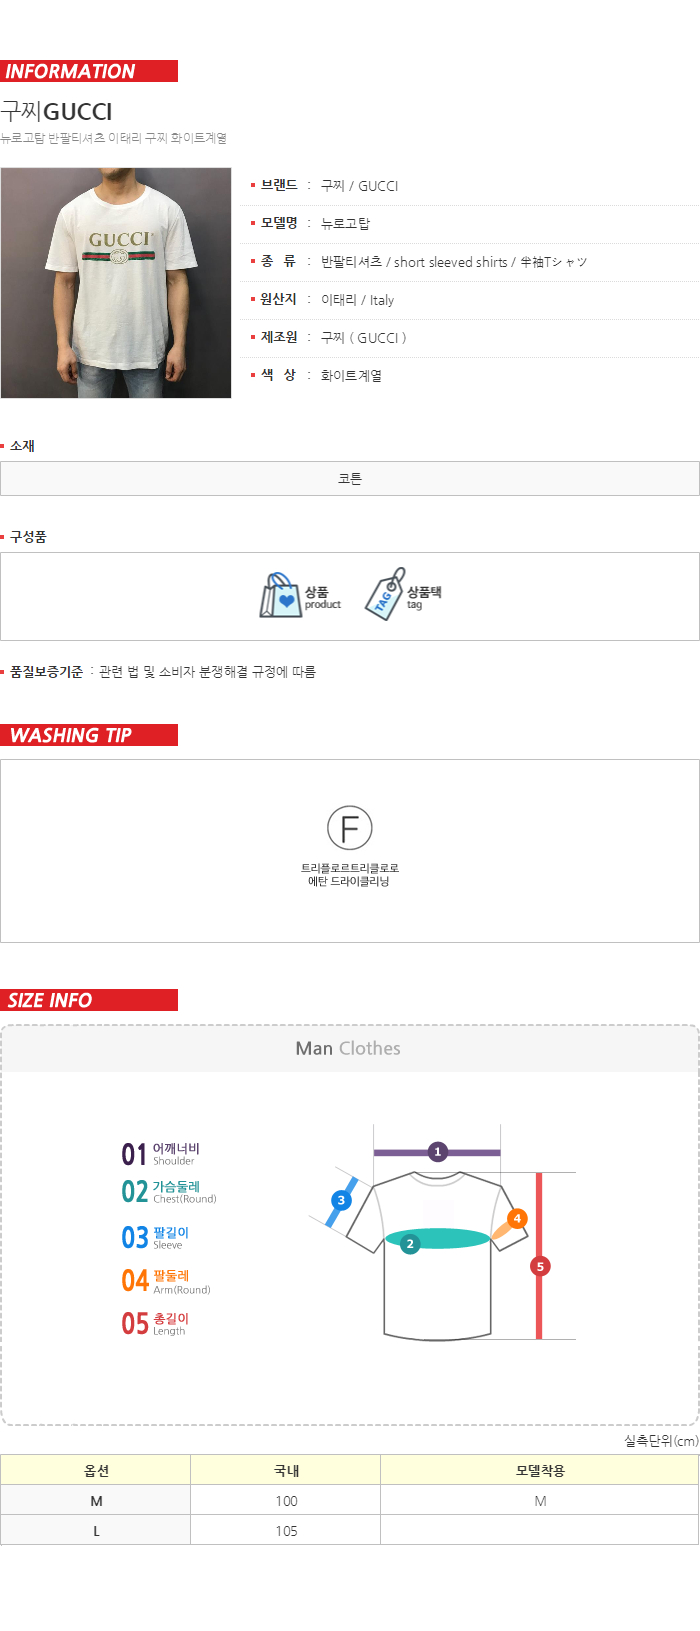 INFORMATION
구찌GUCCI
뉴로고탑 반팔티셔츠 이태리 구찌 화이트계열
GUCCI
브랜드 : 구찌 / GUCCI
모델명 : 뉴로고탑
종 류 : 반팔티셔츠 / short sleeved shirts / 半袖Tシャツ
원산지 : 이태리 / Italy
제조원 : 구찌 ( GUCCI )
색 상 : 화이트계열
소재
코튼
구성품
상품
product
TAG
상품택
tag
품질보증기준 : 관련 법 및 소비자 분쟁해결 규정에 따름
WASHING TIP
F
트리플로르트리클로로
에탄 드라이클리닝
SIZE INFO
Man Clothes
01 어깨너비
Shoulder
02 가슴둘레
Chest(Round)
03 팔길이
Sleeve
04 팔둘레
Arm(Round)
05 총길이
Length
1
3
4
2
5
실측단위(cm)
옵션 국내 모델착용
M 100 M
L 105